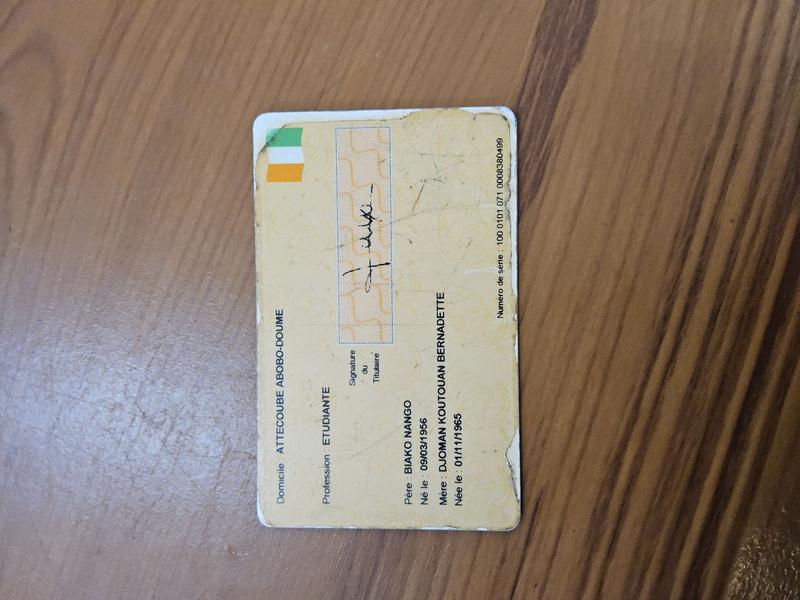 Domicile : ATTECOUBE ABOBO-DOUME
Profession : ETUDIANTE
Signature
du
Titulaire
Père : BIAKO NANGO
Né le : 09/03/1956
Mère : DJOMAN KOUTOUAN BERNADETTE
Née le : 01/11/1965
Numéro de série : 100 0101 071 0008380499